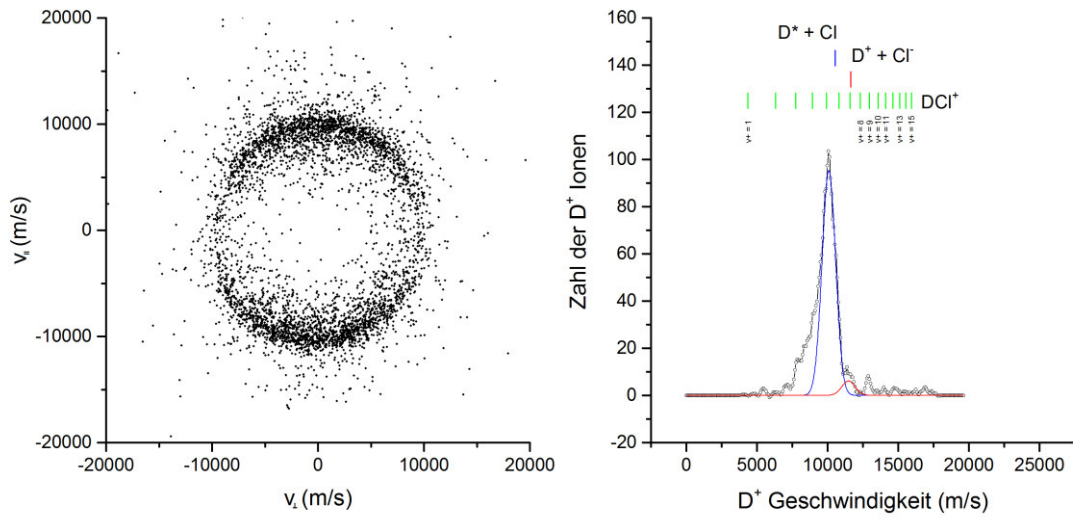 20000
10000
0
-10000
-20000
-20000 -10000 0 10000 20000
v∥ (m/s)
v⊥ (m/s)
160
140
120
100
80
60
40
20
0
-20
0 5000 10000 15000 20000 25000
Zahl der D⁺ Ionen
D⁺ Geschwindigkeit (m/s)
D* + Cl
D⁺ + Cl⁻
DCl⁺
v+ = 1
v+ = 8
v+ = 9
v+ = 10
v+ = 11
v+ = 13
v+ = 15